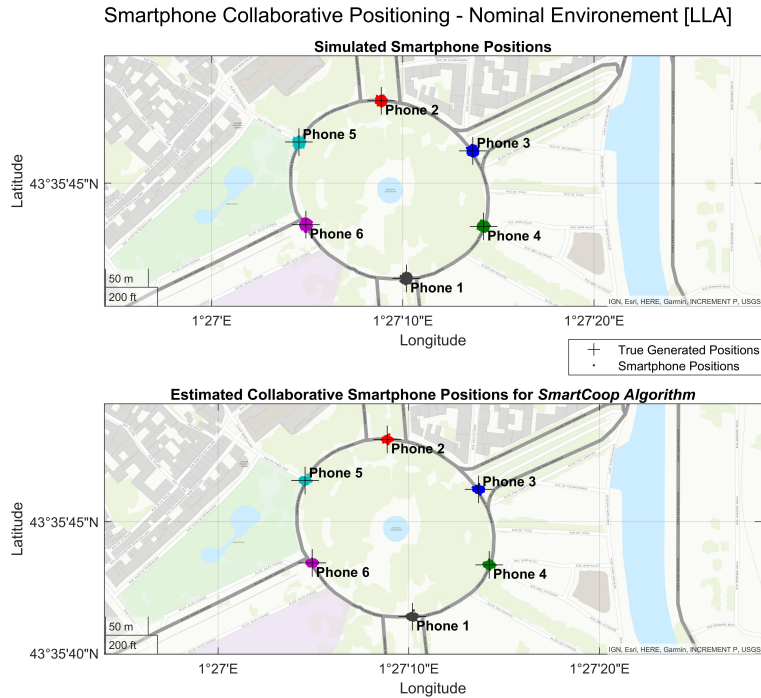 Smartphone Collaborative Positioning - Nominal Environement [LLA]
Simulated Smartphone Positions
Phone 2
Phone 5
Phone 3
Latitude
43°35'45"N
Phone 6
Phone 4
Phone 1
50 m
200 ft
IGN, Esri, HERE, Garmin, INCREMENT P, USGS
1°27'E
1°27'10"E
1°27'20"E
Longitude
True Generated Positions
Smartphone Positions
Estimated Collaborative Smartphone Positions for SmartCoop Algorithm
Phone 2
Phone 5
Phone 3
Latitude
43°35'45"N
Phone 6
Phone 4
Phone 1
50 m
200 ft
IGN, Esri, HERE, Garmin, INCREMENT P, USGS
43°35'40"N
1°27'E
1°27'10"E
1°27'20"E
Longitude